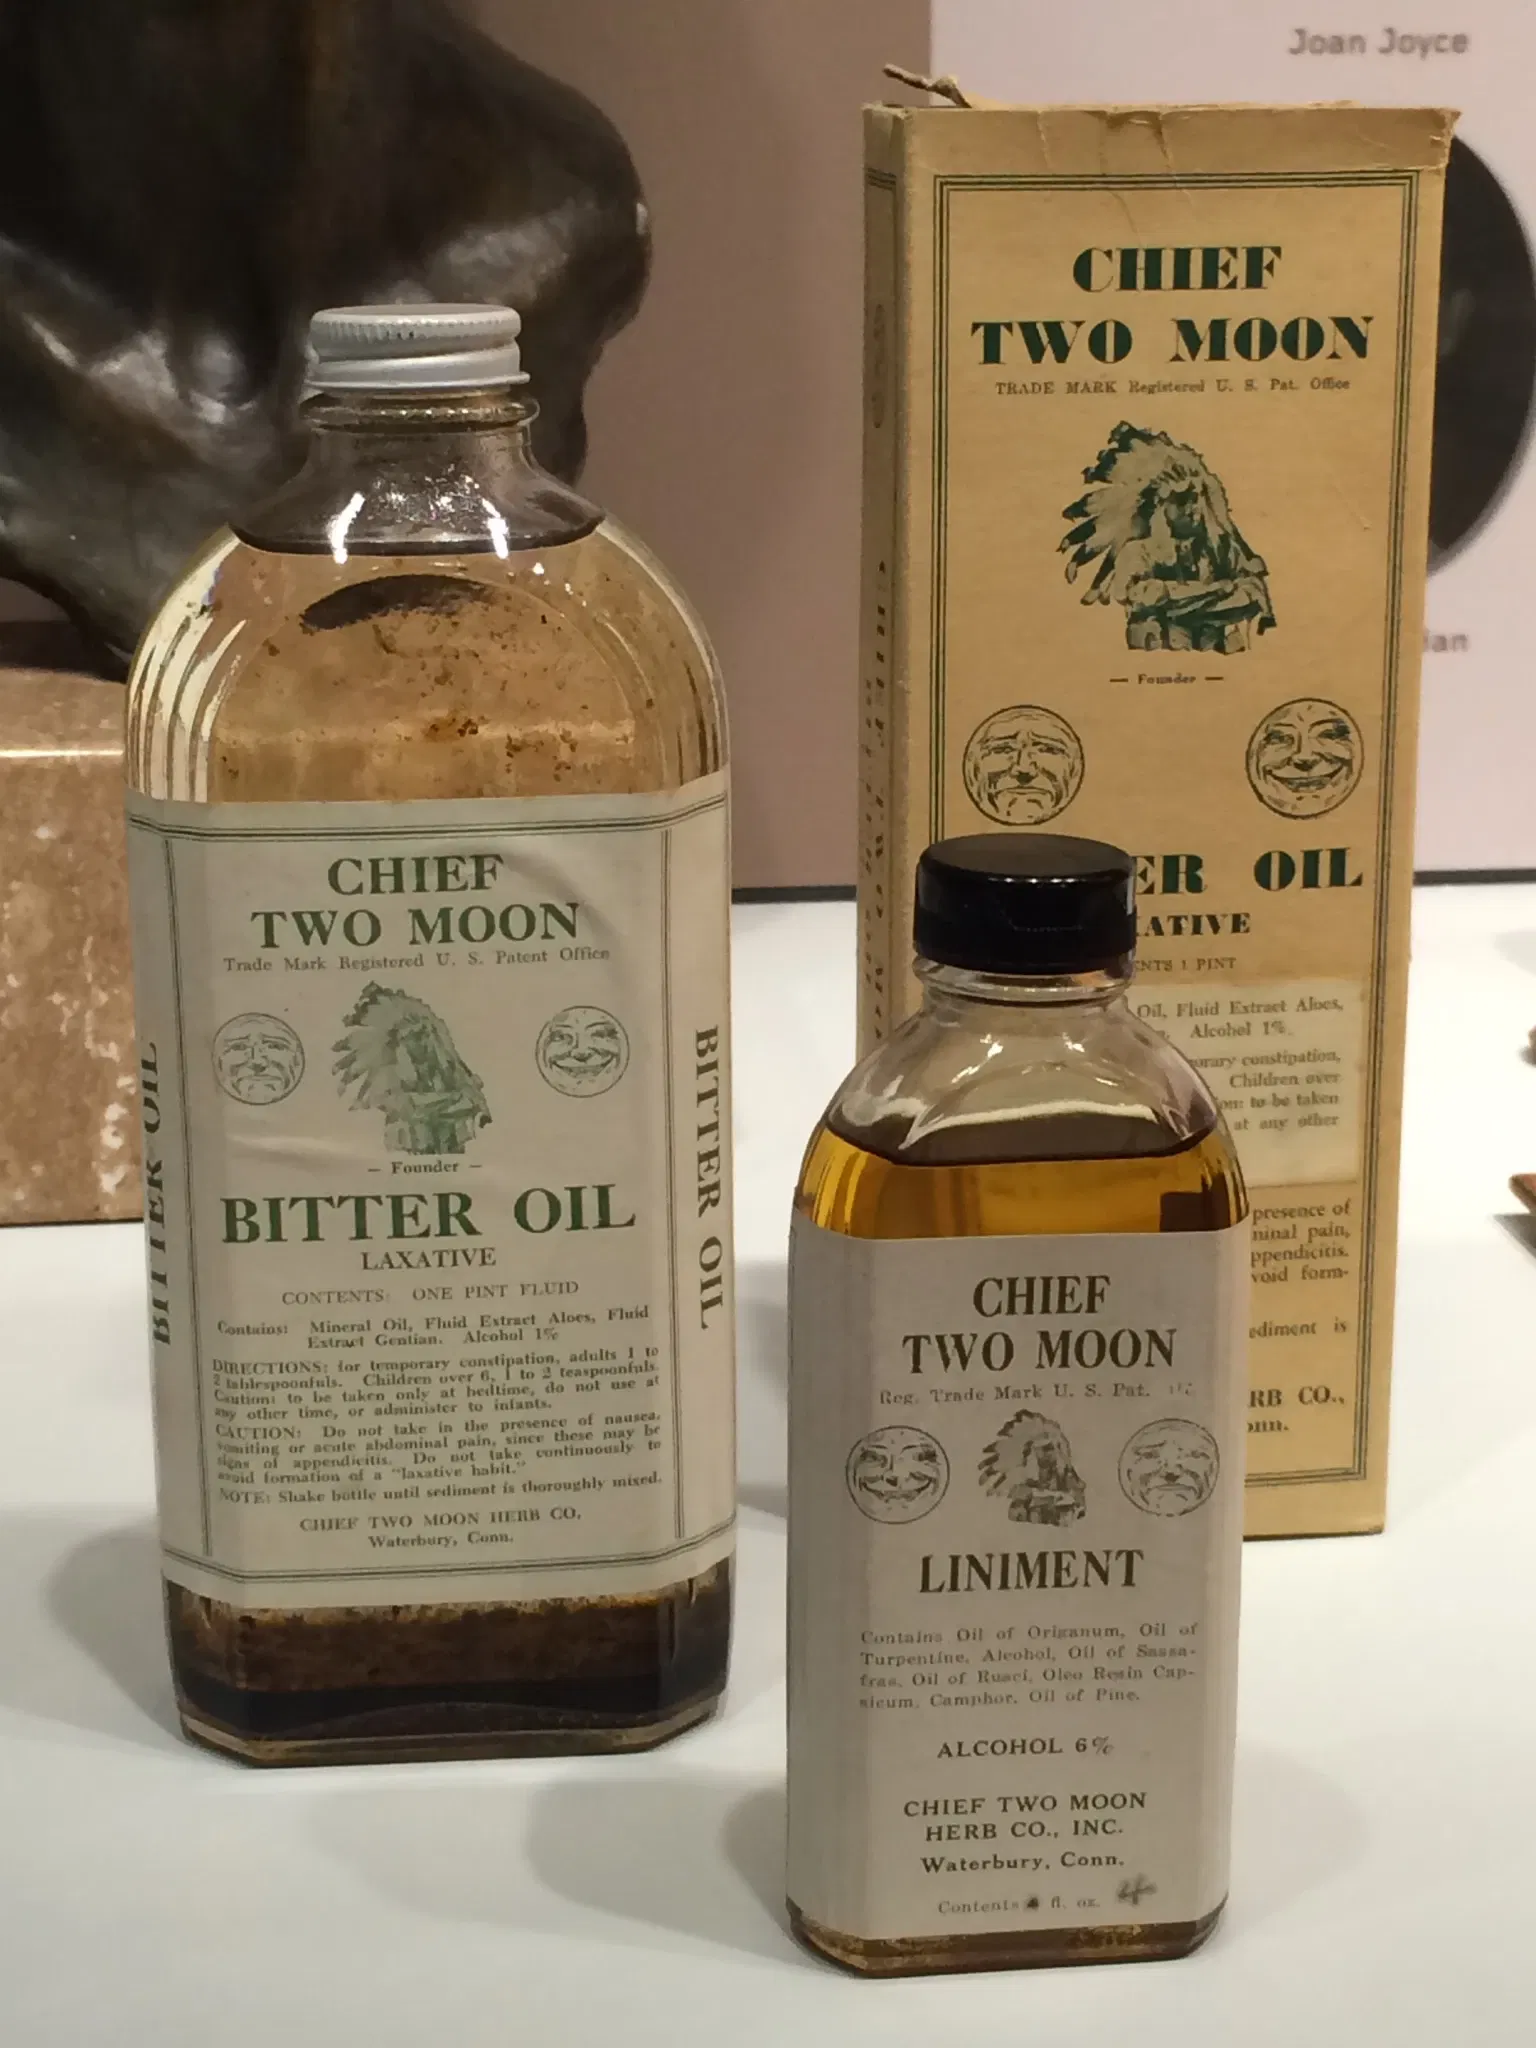 Joan Joyce
CHIEF
TWO MOON
TRADE MARK Registered U. S. Pat. Office
— Founder —
OIL
CHIEF
TWO MOON
Trade Mark Registered U. S. Patent Office
— Founder —
BITTER OIL
LAXATIVE
CONTENTS: ONE PINT FLUID
Contains: Mineral Oil, Fluid Extract Aloes, Fluid
Extract Gentian. Alcohol 1%
DIRECTIONS: for temporary constipation, adults 1 to
2 tablespoonfuls. Children over 6, 1 to 2 teaspoonfuls.
Caution: to be taken only at bedtime, do not use at
any other time, or administer to infants.
CAUTION: Do not take in the presence of nausea,
vomiting or acute abdominal pain, since these may be
signs of appendicitis. Do not take continuously to
avoid formation of a "laxative habit."
NOTE: Shake bottle until sediment is thoroughly mixed.
CHIEF TWO MOON HERB CO.
Waterbury, Conn.
BITTER OIL
BITTER OIL
1 PINT
Oil, Fluid Extract Aloes,
Alcohol 1%
constipation,
Children over
to be taken
at any other
presence of
pain,
appendicitis.
void form-
sediment is
CO.,
CHIEF
TWO MOON
Reg. Trade Mark U. S. Pat.
LINIMENT
Contains Oil of Origanum, Oil of
Turpentine, Alcohol, Oil of Sassa-
fras, Oil of Rusci, Oleo Resin Cap-
sicum, Camphor, Oil of Pine.
ALCOHOL 6%
CHIEF TWO MOON
HERB CO., INC.
Waterbury, Conn.
Contents 4 fl. oz.